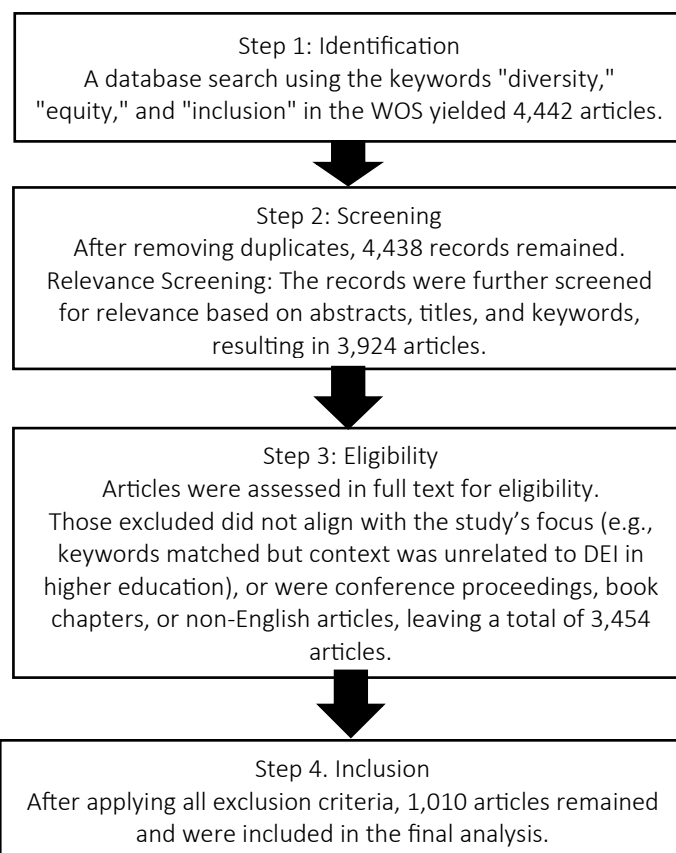 Step 1: Identification
A database search using the keywords "diversity,"
"equity," and "inclusion" in the WOS yielded 4,442 articles.
Step 2: Screening
After removing duplicates, 4,438 records remained.
Relevance Screening: The records were further screened
for relevance based on abstracts, titles, and keywords,
resulting in 3,924 articles.
Step 3: Eligibility
Articles were assessed in full text for eligibility.
Those excluded did not align with the study’s focus (e.g.,
keywords matched but context was unrelated to DEI in
higher education), or were conference proceedings, book
chapters, or non-English articles, leaving a total of 3,454
articles.
Step 4. Inclusion
After applying all exclusion criteria, 1,010 articles remained
and were included in the final analysis.